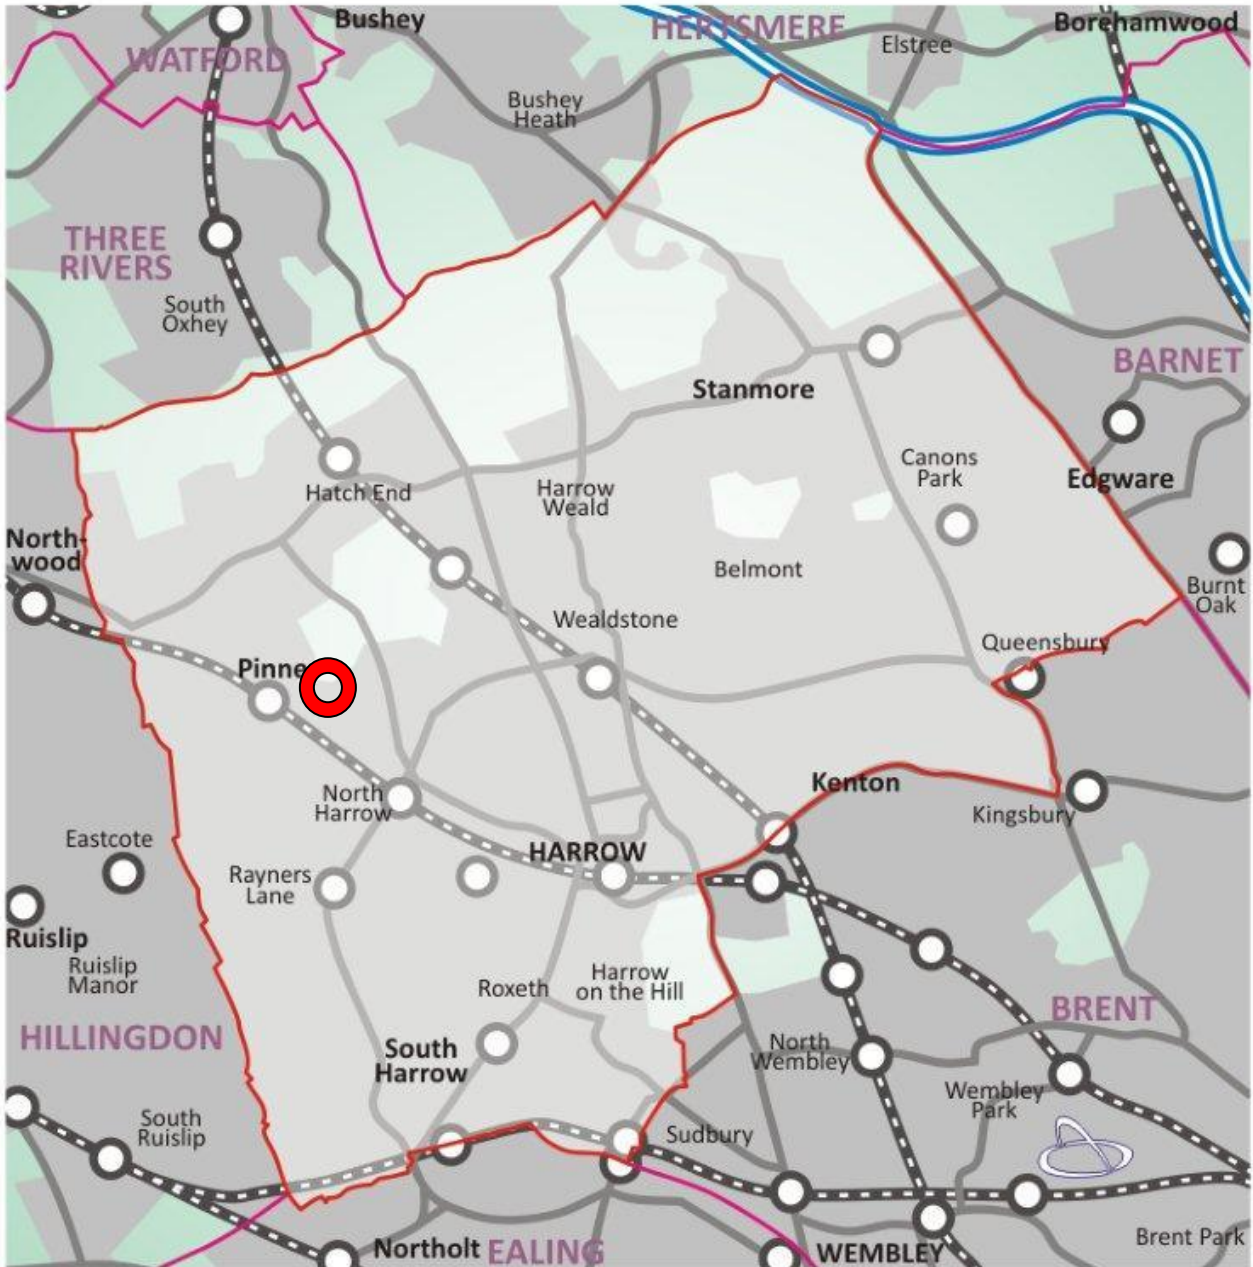 Bushey
Borehamwood
HERTSMERE
Elstree
WATFORD
Bushey
Heath
THREE
RIVERS
South
Oxhey
BARNET
Stanmore
Canons
Park
Edgware
Hatch End
Harrow
Weald
North-
wood
Belmont
Burnt
Oak
Wealdstone
Queensbury
Pinne
Kenton
North
Harrow
Kingsbury
Eastcote
HARROW
Rayners
Lane
Ruislip
Ruislip
Manor
Harrow
on the Hill
Roxeth
BRENT
HILLINGDON
South
Harrow
North
Wembley
Wembley
Park
South
Ruislip
Sudbury
Brent Park
Northolt
EALING
WEMBLEY